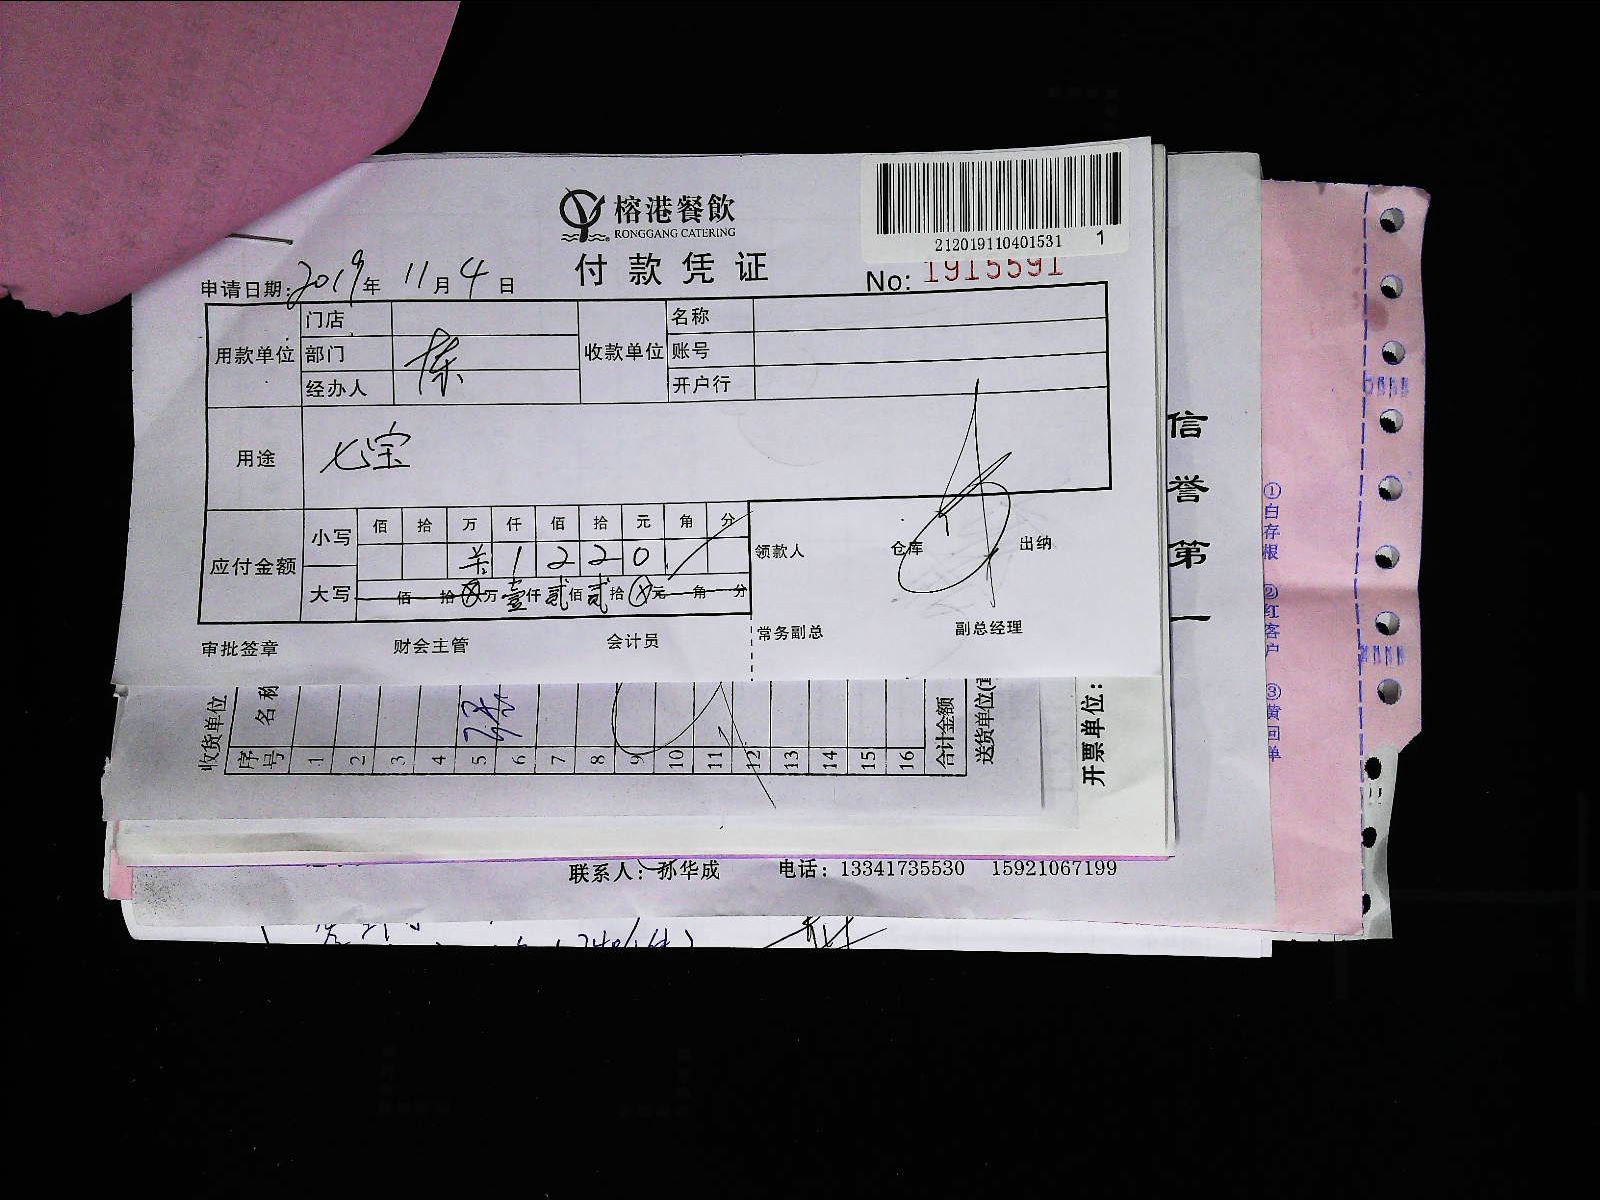 榕港餐飲
RONGGANG CATERING
212019110401531 1
付款凭证
No: 1915591
申请日期: 2019年 11月 4日
用款单位 门店 收款单位 名称
部门 账号
经办人 开户行
用途 七宝
应付金额 小写 佰 拾 万 仟 佰 拾 元 角 分
1 2 2 0
大写 佰 拾 ⊗万 壹仟 贰佰 贰拾 ⊗元 角 分
领款人 仓库 出纳
审批签章 财会主管 会计员 常务副总 副总经理
收货单位
序号 名称
1 2 3 4 5 6 7 8 9 10 11 12 13 14 15 16
合计金额
送货单位
开票单位:
信誉第一
①白存根 ②红客户 ③黄回单
联系人: 孙华成 电话: 13341735530 15921067199